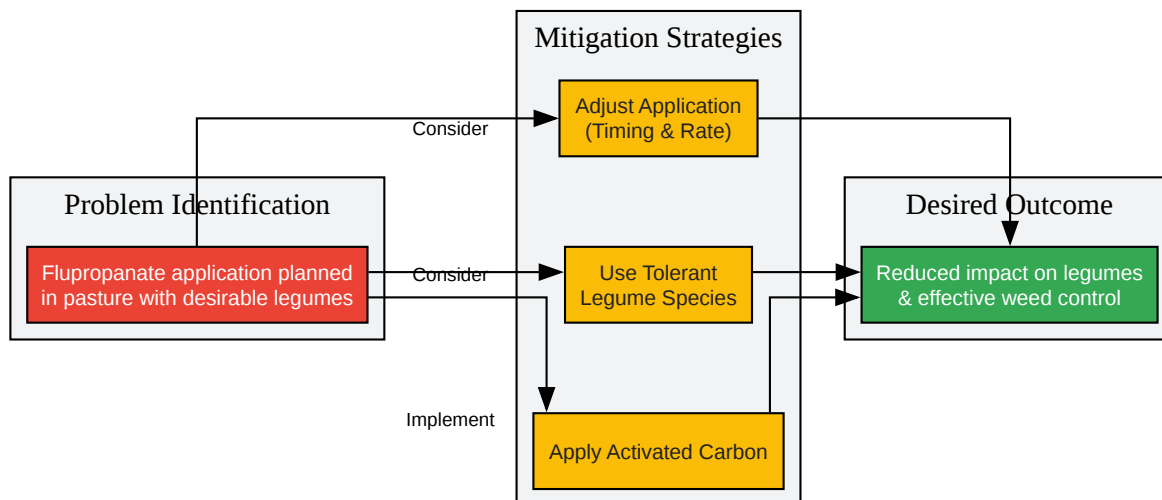 Mitigation Strategies
Adjust Application
(Timing & Rate)
Consider
Problem Identification
Flupropanate application planned
in pasture with desirable legumes
Consider
Use Tolerant
Legume Species
Desired Outcome
Reduced impact on legumes
& effective weed control
Implement
Apply Activated Carbon